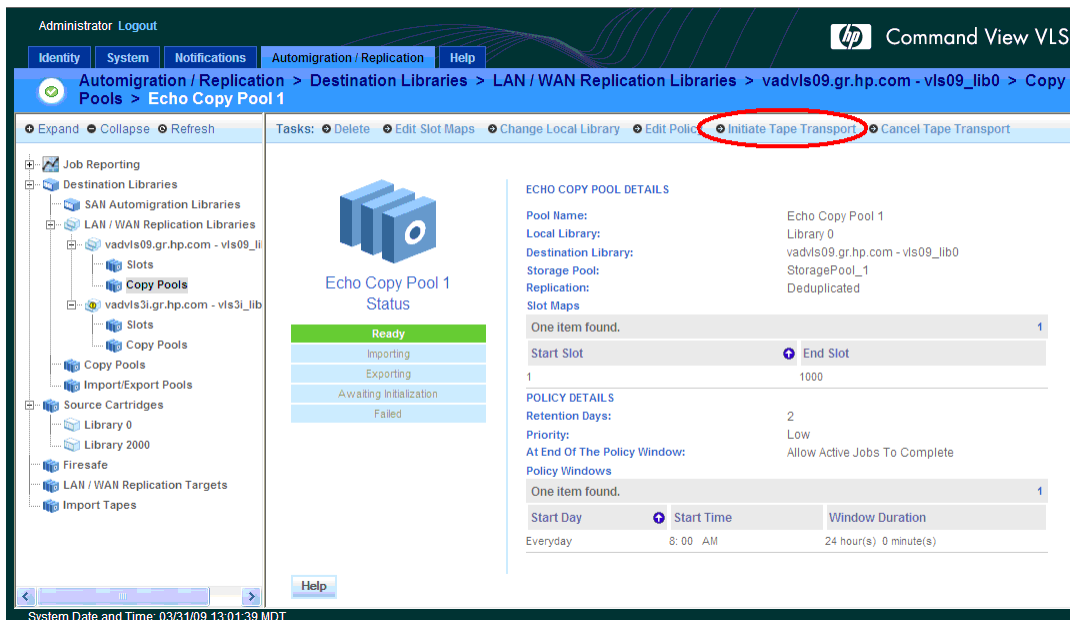 Administrator Logout
hp Command View VLS
Identity System Notifications Automigration / Replication Help
Automigration / Replication > Destination Libraries > LAN / WAN Replication Libraries > vadvls09.gr.hp.com - vls09_lib0 > Copy
Pools > Echo Copy Pool 1
Expand Collapse Refresh
Tasks: Delete Edit Slot Maps Change Local Library Edit Policy Initiate Tape Transport Cancel Tape Transport
Job Reporting
Destination Libraries
SAN Automigration Libraries
LAN / WAN Replication Libraries
vadvls09.gr.hp.com - vls09_li
Slots
Copy Pools
vadvls3i.gr.hp.com - vls3i_lib
Slots
Copy Pools
Copy Pools
Import/Export Pools
Source Cartridges
Library 0
Library 2000
Firesafe
LAN / WAN Replication Targets
Import Tapes
Echo Copy Pool 1
Status
Ready
Importing
Exporting
Awaiting Initialization
Failed
Help
ECHO COPY POOL DETAILS
Pool Name: Echo Copy Pool 1
Local Library: Library 0
Destination Library: vadvls09.gr.hp.com - vls09_lib0
Storage Pool: StoragePool_1
Replication: Deduplicated
Slot Maps
One item found. 1
Start Slot End Slot
1 1000
POLICY DETAILS
Retention Days: 2
Priority: Low
At End Of The Policy Window: Allow Active Jobs To Complete
Policy Windows
One item found. 1
Start Day Start Time Window Duration
Everyday 8: 00 AM 24 hour(s) 0 minute(s)
System Date and Time: 03/31/09 13:01:39 MDT